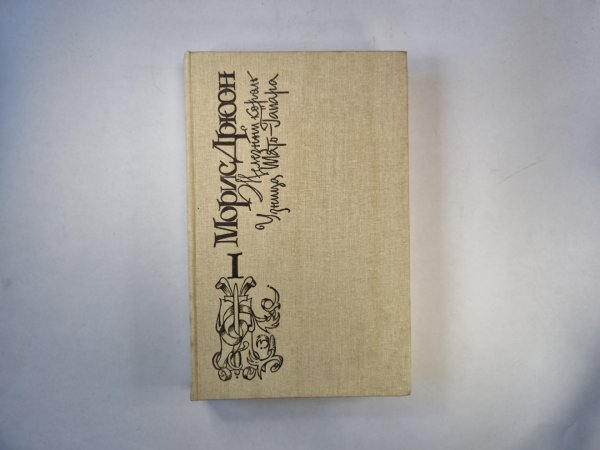 I
Морис Дрюон
Железный король
Узница Шато-Гайара